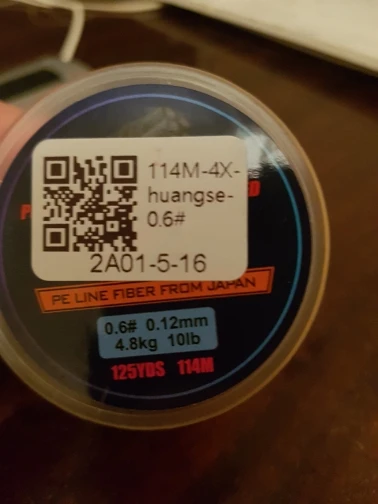 114M-4X-
huangse-
0.6#
2A01-5-16
PE LINE FIBER FROM JAPAN
0.6# 0.12mm
4.8kg 10lb
125YDS 114M